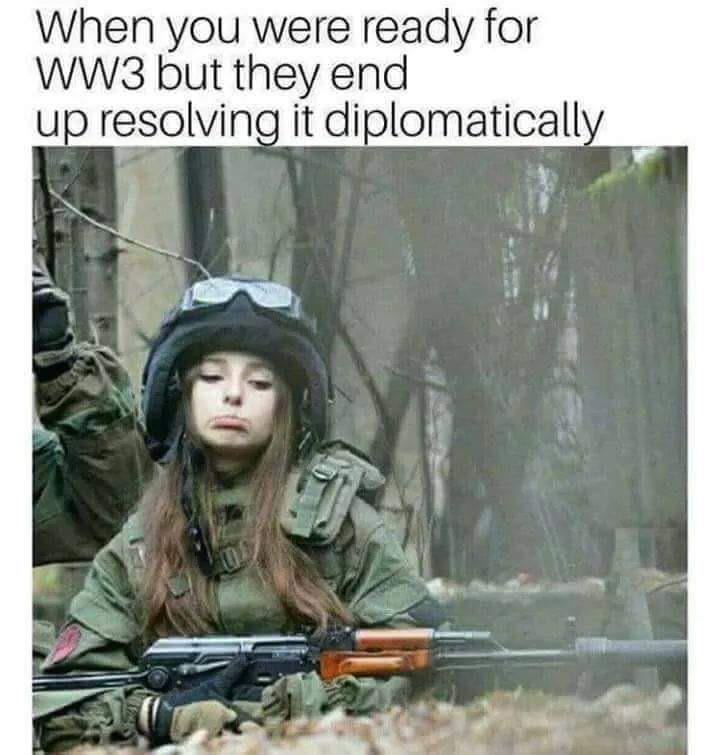 When you were ready for
WW3 but they end
up resolving it diplomatically